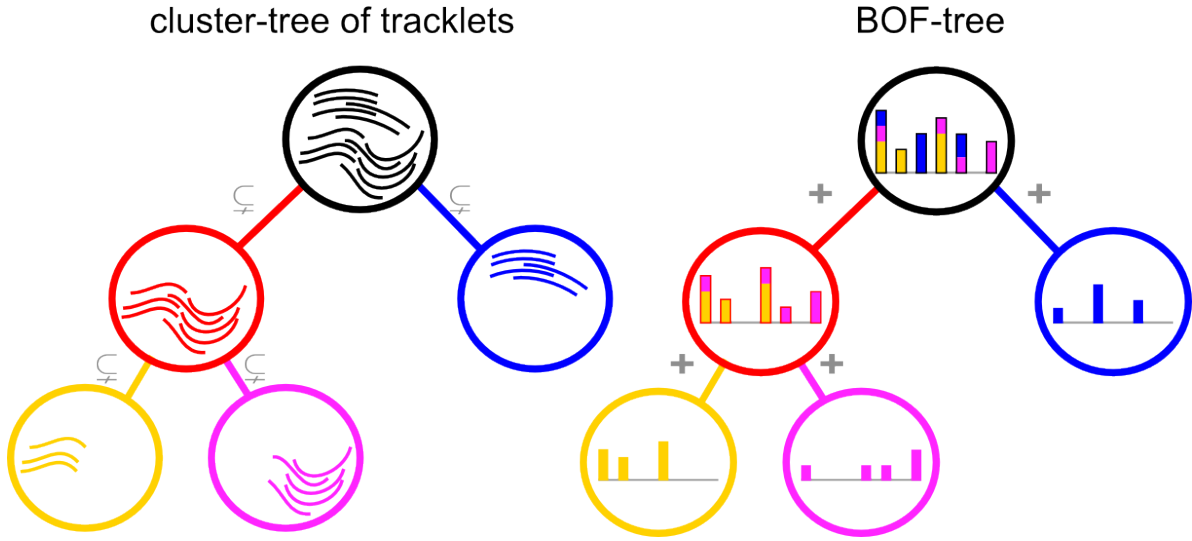 cluster-tree of tracklets
BOF-tree
⊊ ⊊ + +
⊊ ⊊ + +